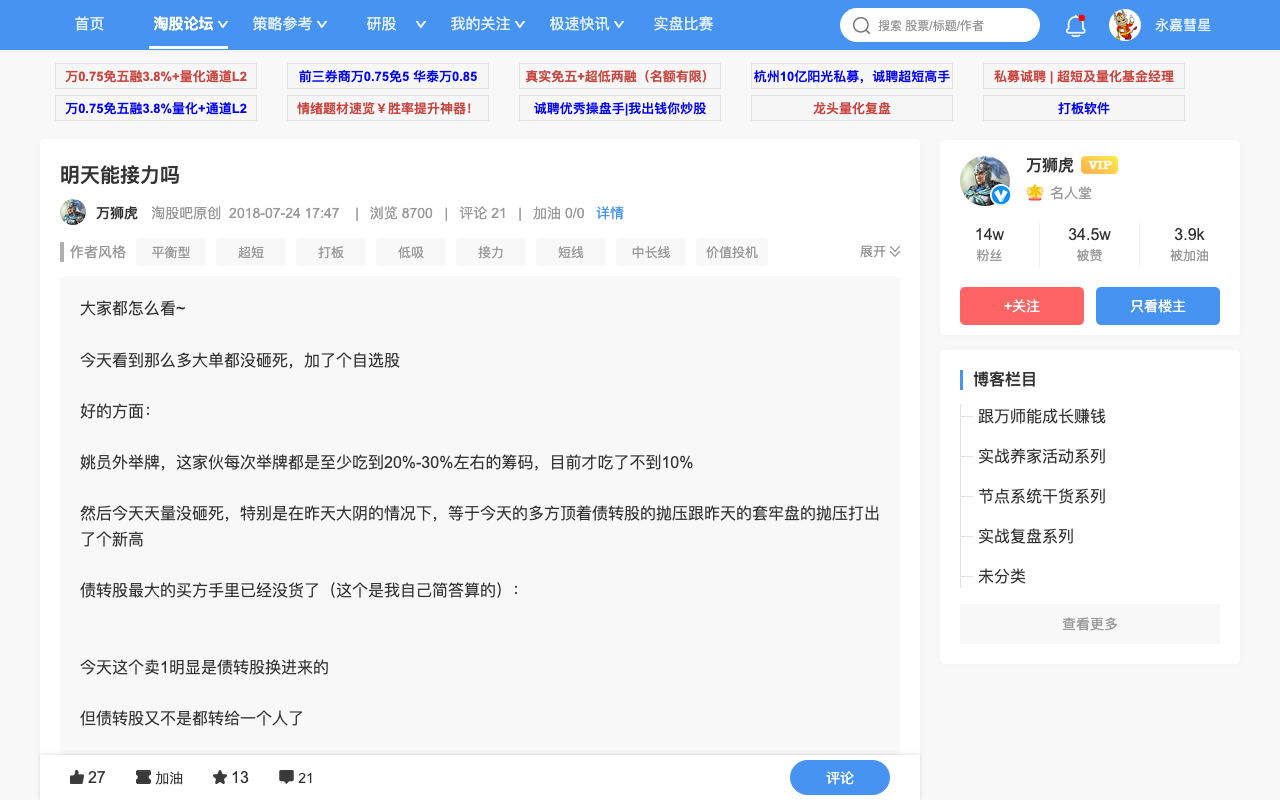 首页 淘股论坛 策略参考 研股 我的关注 极速快讯 实盘比赛 搜索 股票/标题/作者 永嘉彗星
万0.75免五融3.8%+量化通道L2 前三券商万0.75免5 华泰万0.85 真实免五+超低两融（名额有限） 杭州10亿阳光私募，诚聘超短高手 私募诚聘 | 超短及量化基金经理
万0.75免五融3.8%量化+通道L2 情绪题材速览￥胜率提升神器！ 诚聘优秀操盘手|我出钱你炒股 龙头量化复盘 打板软件
明天能接力吗
万狮虎 淘股吧原创 2018-07-24 17:47 | 浏览 8700 | 评论 21 | 加油 0/0 详情
作者风格 平衡型 超短 打板 低吸 接力 短线 中长线 价值投机 展开
大家都怎么看~
今天看到那么多大单都没砸死，加了个自选股
好的方面：
姚员外举牌，这家伙每次举牌都是至少吃到20%-30%左右的筹码，目前才吃了不到10%
然后今天天量没砸死，特别是在昨天大阴的情况下，等于今天的多方顶着债转股的抛压跟昨天的套牢盘的抛压打出
了个新高
债转股最大的买方手里已经没货了（这个是我自己简答算的）：
今天这个卖1明显是债转股换进来的
但债转股又不是都转给一个人了
27 加油 13 21 评论
万狮虎 VIP
名人堂
14w 34.5w 3.9k
粉丝 被赞 被加油
+关注 只看楼主
博客栏目
跟万师能成长赚钱
实战养家活动系列
节点系统干货系列
实战复盘系列
未分类
查看更多